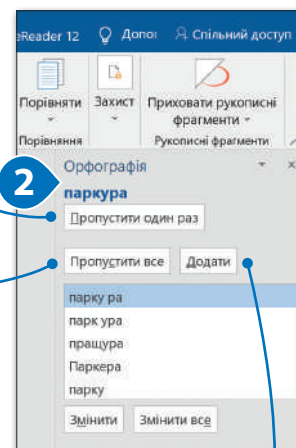 eReader 12 Допоı Спільний доступ
Порівняти Захист Приховати рукописні
фрагменти
Порівняння Рукописні фрагменти
Орфографія
2
паркура
Пропустити один раз
Пропустити все Додати
парку ра
парк ура
пращура
Паркера
парку
Змінити Змінити все